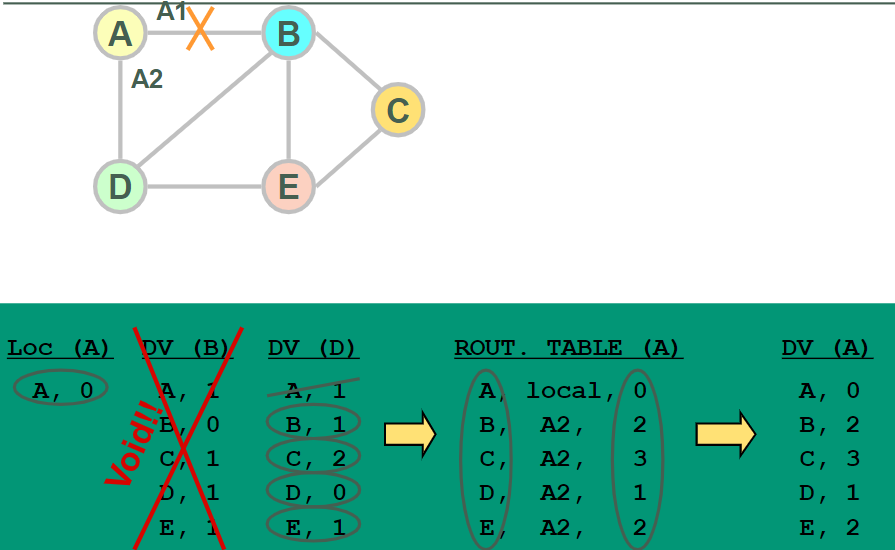 A1
A
B
A2
C
D
E
Loc (A) DV (B) DV (D) ROUT. TABLE (A) DV (A)
A, 0 A, 1 A, 1 A, local, 0 A, 0
B, 0 B, 1 B, A2, 2 B, 2
Void!!
C, 1 C, 2 C, A2, 3 C, 3
D, 1 D, 0 D, A2, 1 D, 1
E, 1 E, 1 E, A2, 2 E, 2